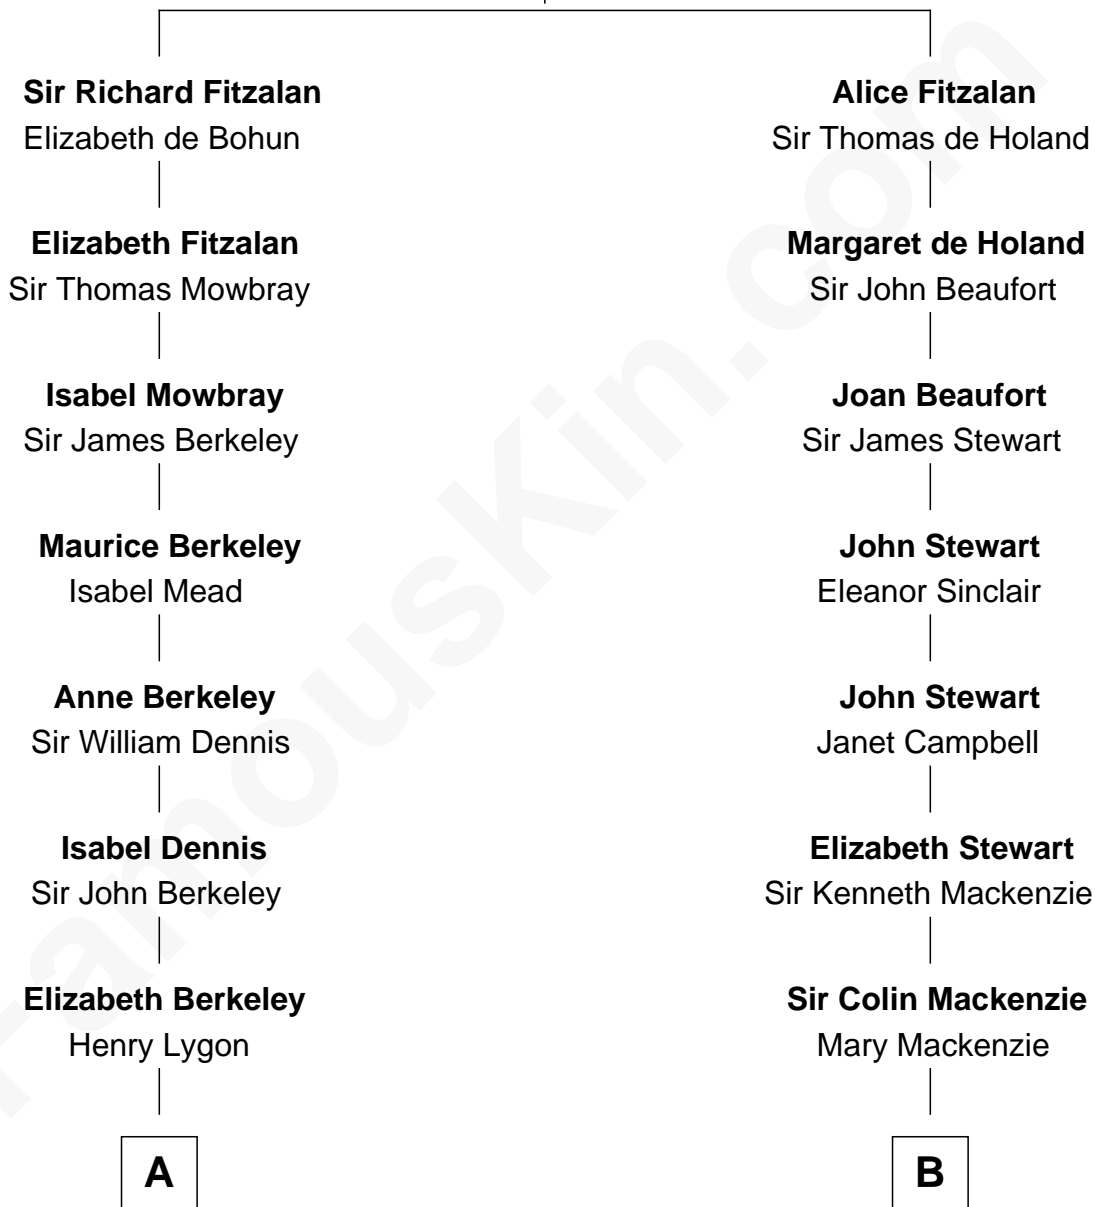 Sir Richard Fitzalan
Elizabeth de Bohun
Elizabeth Fitzalan
Sir Thomas Mowbray
Isabel Mowbray
Sir James Berkeley
Maurice Berkeley
Isabel Mead
Anne Berkeley
Sir William Dennis
Isabel Dennis
Sir John Berkeley
Elizabeth Berkeley
Henry Lygon
A
Alice Fitzalan
Sir Thomas de Holand
Margaret de Holand
Sir John Beaufort
Joan Beaufort
Sir James Stewart
John Stewart
Eleanor Sinclair
John Stewart
Janet Campbell
Elizabeth Stewart
Sir Kenneth Mackenzie
Sir Colin Mackenzie
Mary Mackenzie
B
FamousKin.com